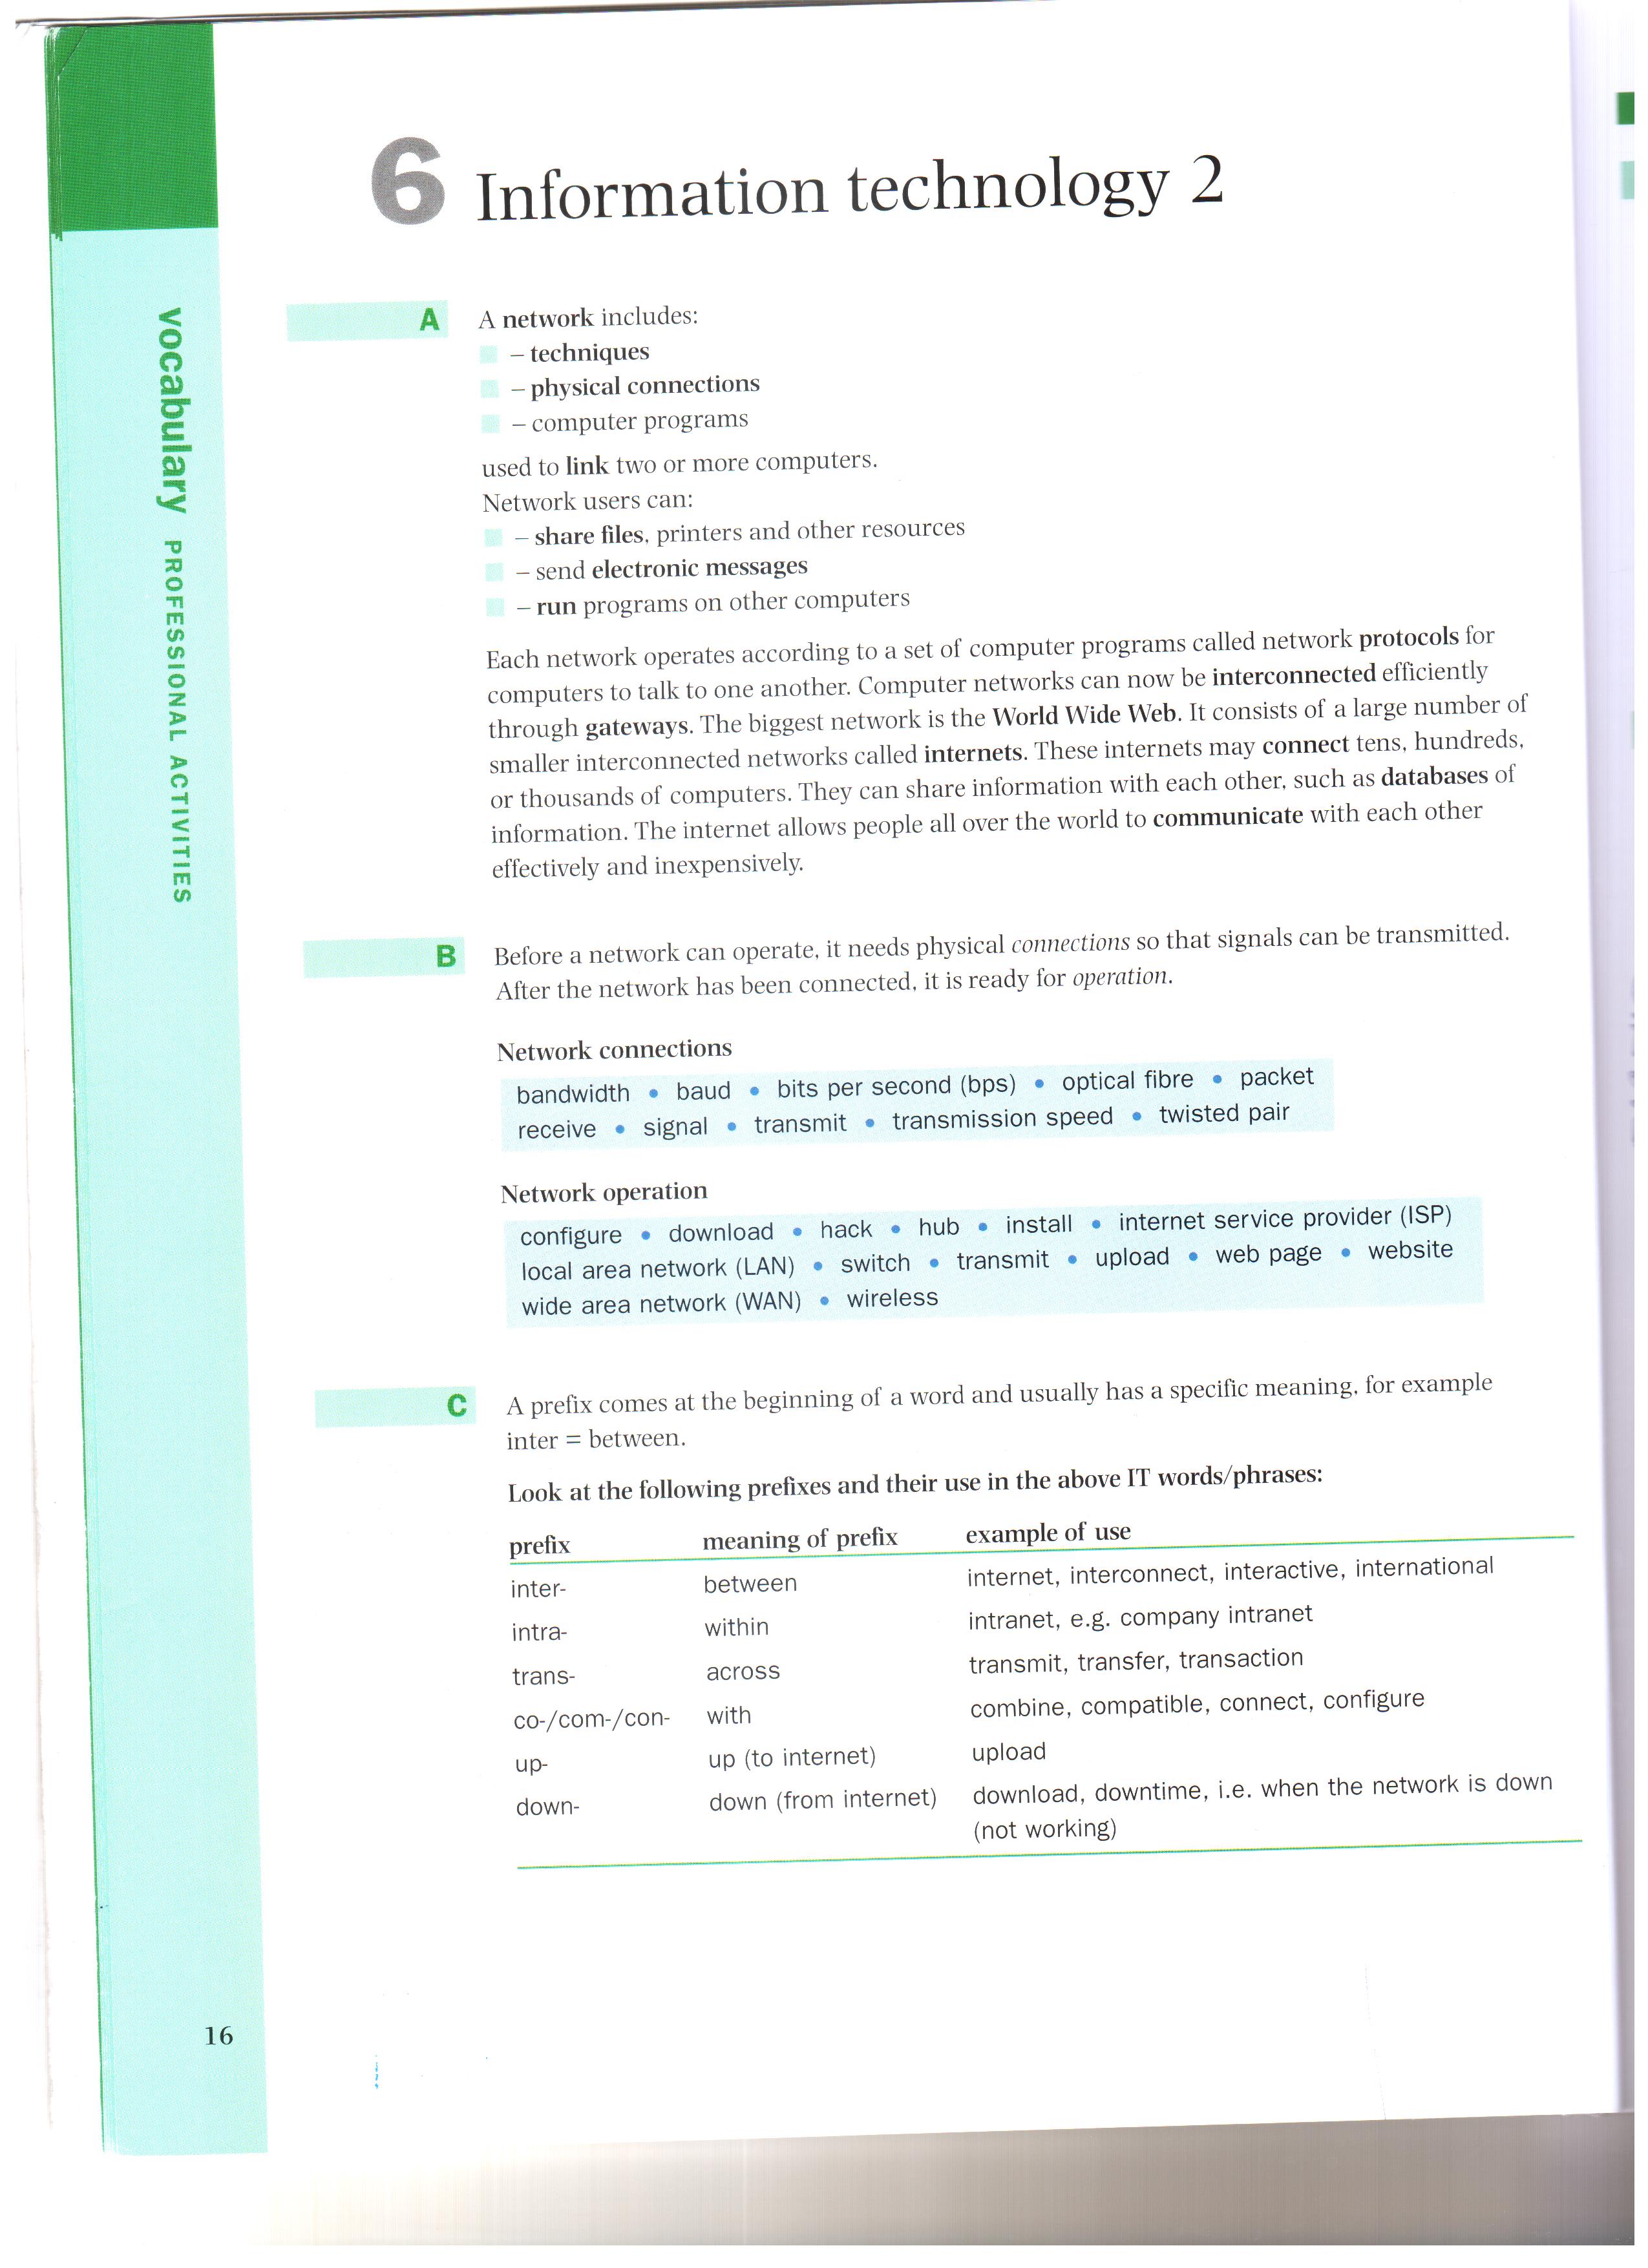 6 Information technology 2
vocabulary PROFESSIONAL ACTIVITIES
A
A network includes:
– techniques
– physical connections
– computer programs
used to link two or more computers.
Network users can:
– share files, printers and other resources
– send electronic messages
– run programs on other computers
Each network operates according to a set of computer programs called network protocols for
computers to talk to one another. Computer networks can now be interconnected efficiently
through gateways. The biggest network is the World Wide Web. It consists of a large number of
smaller interconnected networks called internets. These internets may connect tens, hundreds,
or thousands of computers. They can share information with each other, such as databases of
information. The internet allows people all over the world to communicate with each other
effectively and inexpensively.
B
Before a network can operate, it needs physical connections so that signals can be transmitted.
After the network has been connected, it is ready for operation.
Network connections
bandwidth • baud • bits per second (bps) • optical fibre • packet
receive • signal • transmit • transmission speed • twisted pair
Network operation
configure • download • hack • hub • install • internet service provider (ISP)
local area network (LAN) • switch • transmit • upload • web page • website
wide area network (WAN) • wireless
C
A prefix comes at the beginning of a word and usually has a specific meaning, for example
inter = between.
Look at the following prefixes and their use in the above IT words/phrases:
prefix meaning of prefix example of use
inter- between internet, interconnect, interactive, international
intra- within intranet, e.g. company intranet
trans- across transmit, transfer, transaction
co-/com-/con- with combine, compatible, connect, configure
up- up (to internet) upload
down- down (from internet) download, downtime, i.e. when the network is down
(not working)
16